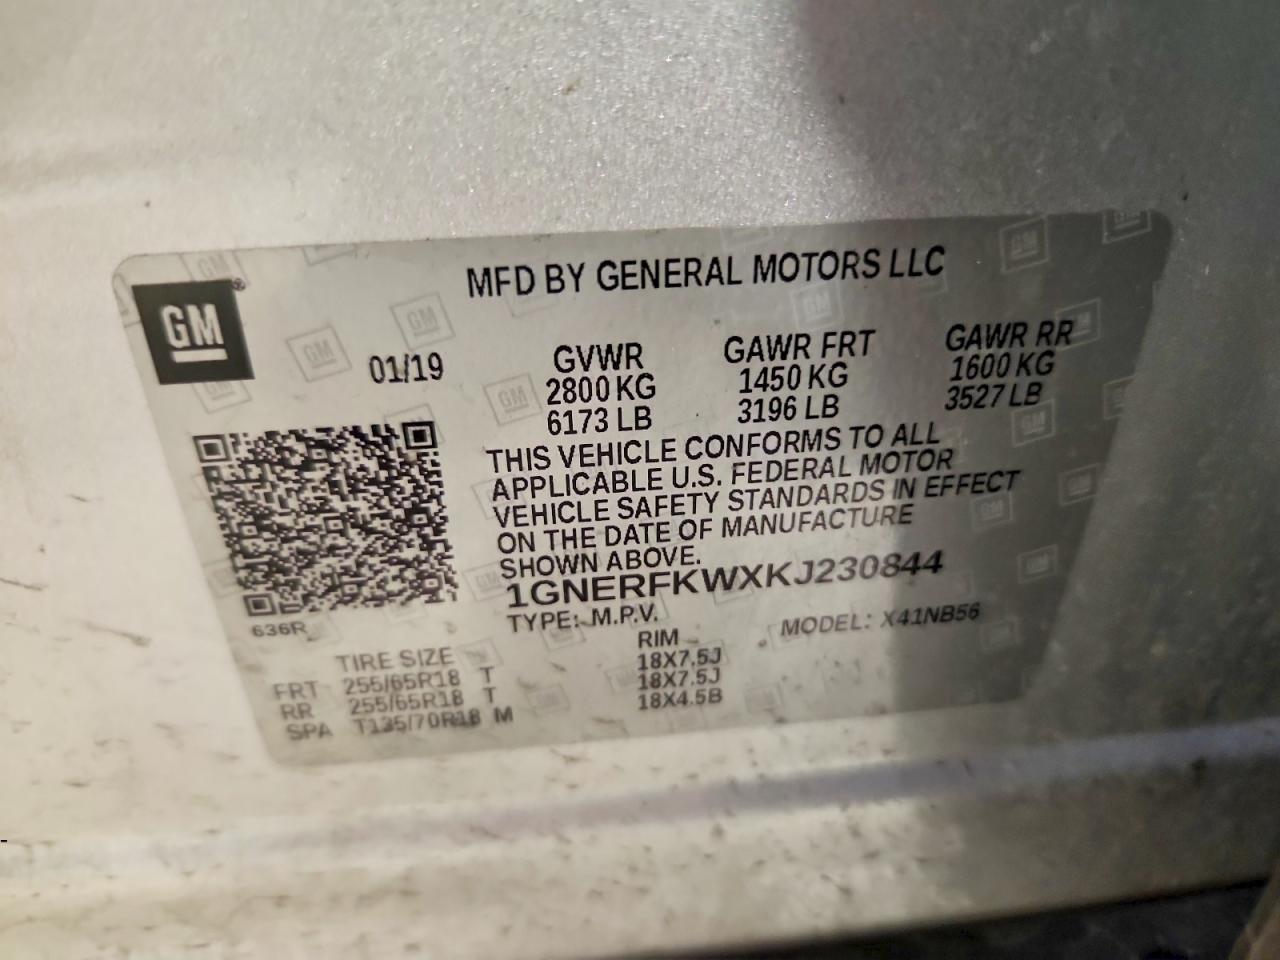 MFD BY GENERAL MOTORS LLC
GM®
01/19 GVWR GAWR FRT GAWR RR
2800 KG 1450 KG 1600 KG
6173 LB 3196 LB 3527 LB
THIS VEHICLE CONFORMS TO ALL
APPLICABLE U.S. FEDERAL MOTOR
VEHICLE SAFETY STANDARDS IN EFFECT
ON THE DATE OF MANUFACTURE
SHOWN ABOVE.
1GNERFKWXKJ230844
TYPE: M.P.V. MODEL: X41NB56
636R
TIRE SIZE RIM
FRT 255/65R18 T 18X7.5J
RR 255/65R18 T 18X7.5J
SPA T135/70R18 M 18X4.5B